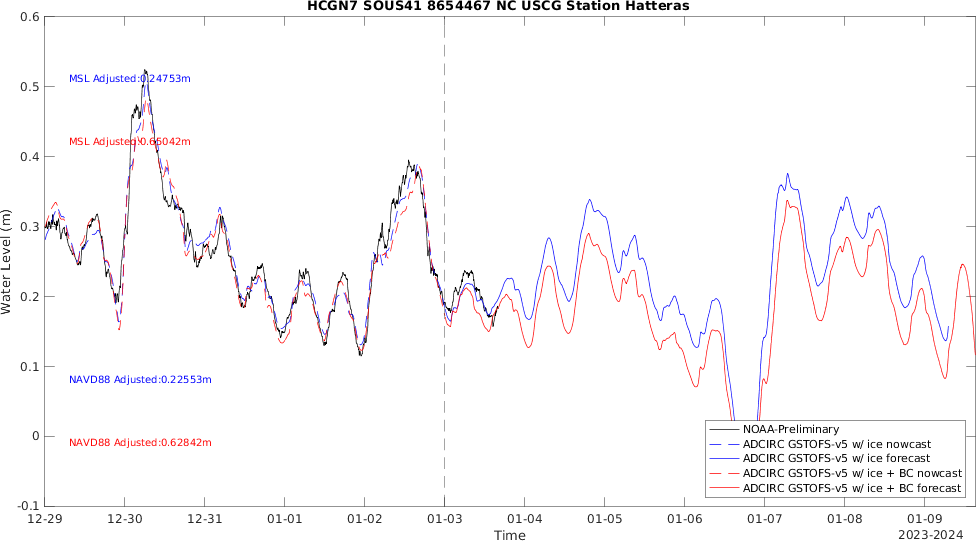 HCGN7 SOUS41 8654467 NC USCG Station Hatteras
0.6
0.5
0.4
0.3
0.2
0.1
0
-0.1
Water Level (m)
MSL Adjusted:0.24753m
MSL Adjusted:0.65042m
NAVD88 Adjusted:0.22553m
NAVD88 Adjusted:0.62842m
NOAA-Preliminary
ADCIRC GSTOFS-v5 w/ ice nowcast
ADCIRC GSTOFS-v5 w/ ice forecast
ADCIRC GSTOFS-v5 w/ ice + BC nowcast
ADCIRC GSTOFS-v5 w/ ice + BC forecast
12-29 12-30 12-31 01-01 01-02 01-03 01-04 01-05 01-06 01-07 01-08 01-09
Time
2023-2024